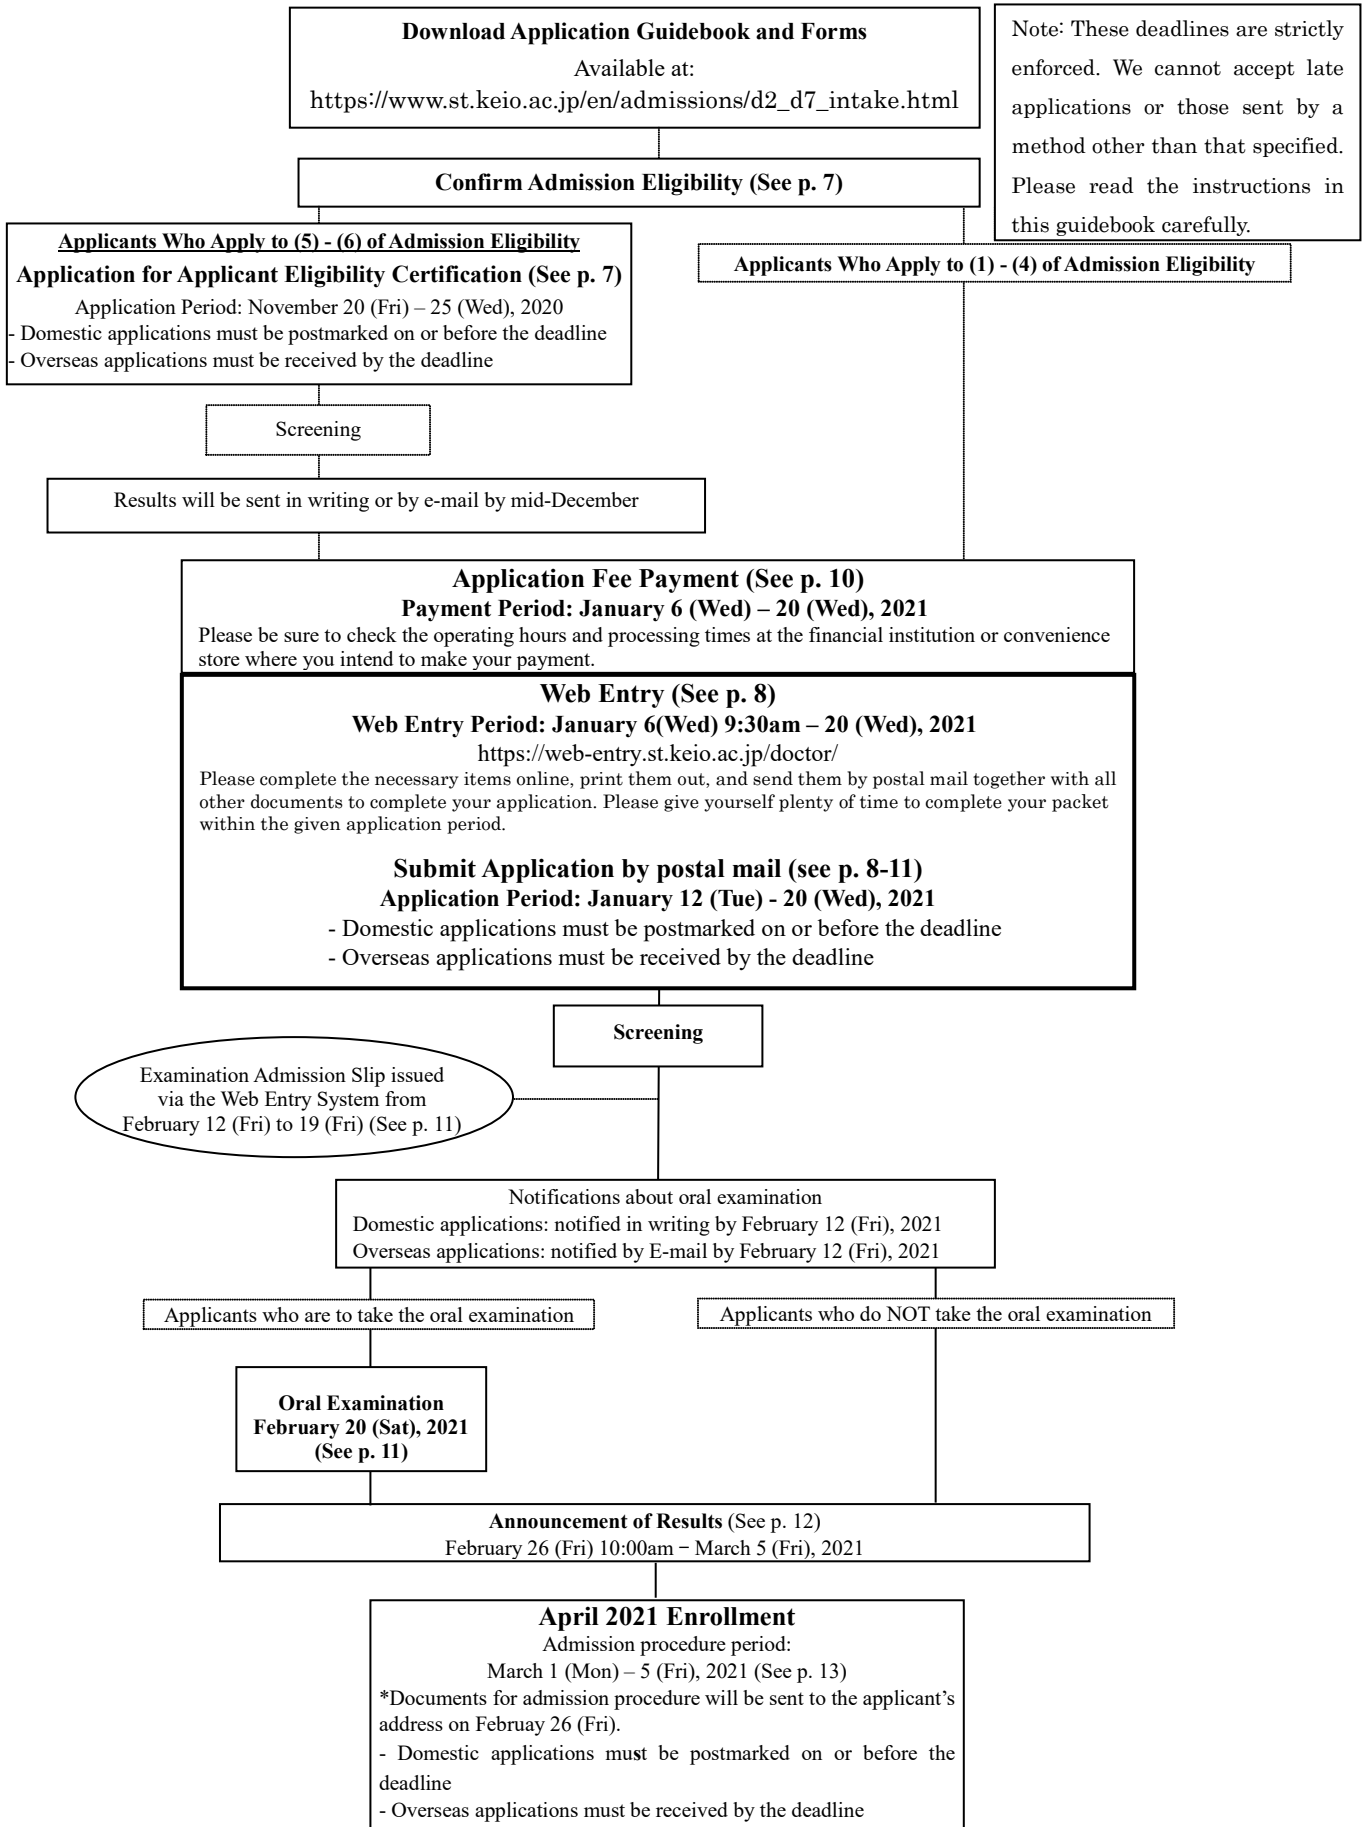 Download Application Guidebook and Forms
Available at:
https://www.st.keio.ac.jp/en/admissions/d2_d7_intake.html
Note: These deadlines are strictly
enforced. We cannot accept late
applications or those sent by a
method other than that specified.
Please read the instructions in
this guidebook carefully.
Confirm Admission Eligibility (See p. 7)
Applicants Who Apply to (5) - (6) of Admission Eligibility
Application for Applicant Eligibility Certification (See p. 7)
Application Period: November 20 (Fri) – 25 (Wed), 2020
- Domestic applications must be postmarked on or before the deadline
- Overseas applications must be received by the deadline
Applicants Who Apply to (1) - (4) of Admission Eligibility
Screening
Results will be sent in writing or by e-mail by mid-December
Application Fee Payment (See p. 10)
Payment Period: January 6 (Wed) – 20 (Wed), 2021
Please be sure to check the operating hours and processing times at the financial institution or convenience
store where you intend to make your payment.
Web Entry (See p. 8)
Web Entry Period: January 6(Wed) 9:30am – 20 (Wed), 2021
https://web-entry.st.keio.ac.jp/doctor/
Please complete the necessary items online, print them out, and send them by postal mail together with all
other documents to complete your application. Please give yourself plenty of time to complete your packet
within the given application period.
Submit Application by postal mail (see p. 8-11)
Application Period: January 12 (Tue) - 20 (Wed), 2021
- Domestic applications must be postmarked on or before the deadline
- Overseas applications must be received by the deadline
Screening
Examination Admission Slip issued
via the Web Entry System from
February 12 (Fri) to 19 (Fri) (See p. 11)
Notifications about oral examination
Domestic applications: notified in writing by February 12 (Fri), 2021
Overseas applications: notified by E-mail by February 12 (Fri), 2021
Applicants who are to take the oral examination
Applicants who do NOT take the oral examination
Oral Examination
February 20 (Sat), 2021
(See p. 11)
Announcement of Results (See p. 12)
February 26 (Fri) 10:00am − March 5 (Fri), 2021
April 2021 Enrollment
Admission procedure period:
March 1 (Mon) – 5 (Fri), 2021 (See p. 13)
*Documents for admission procedure will be sent to the applicant's
address on Februay 26 (Fri).
- Domestic applications must be postmarked on or before the
deadline
- Overseas applications must be received by the deadline